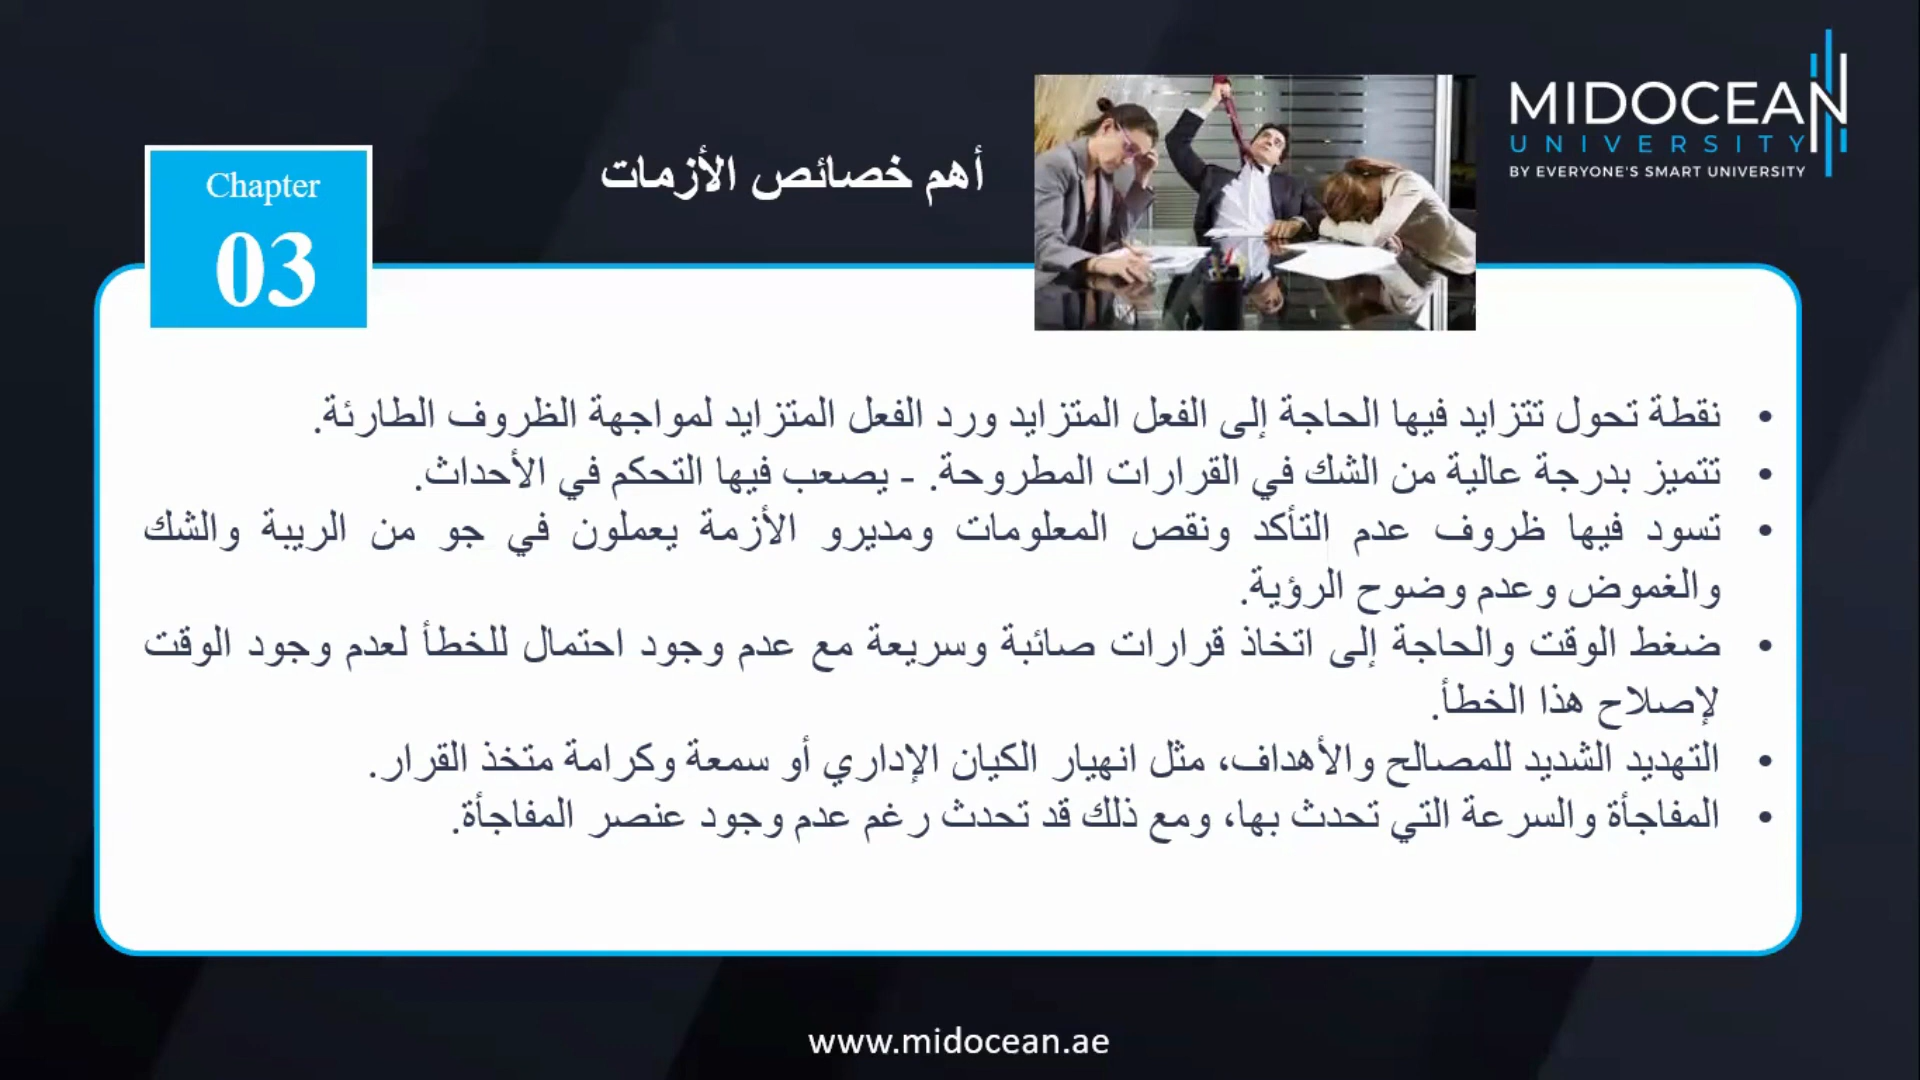 MIDOCEAN
UNIVERSITY
BY EVERYONE'S SMART UNIVERSITY
أهم خصائص الأزمات
Chapter
03
• نقطة تحول تتزايد فيها الحاجة إلى الفعل المتزايد ورد الفعل المتزايد لمواجهة الظروف الطارئة.
• تتميز بدرجة عالية من الشك في القرارات المطروحة. - يصعب فيها التحكم في الأحداث.
• تسود فيها ظروف عدم التأكد ونقص المعلومات ومديرو الأزمة يعملون في جو من الريبة والشك
والغموض وعدم وضوح الرؤية.
• ضغط الوقت والحاجة إلى اتخاذ قرارات صائبة وسريعة مع عدم وجود احتمال للخطأ لعدم وجود الوقت
لإصلاح هذا الخطأ.
• التهديد الشديد للمصالح والأهداف، مثل انهيار الكيان الإداري أو سمعة وكرامة متخذ القرار.
• المفاجأة والسرعة التي تحدث بها، ومع ذلك قد تحدث رغم عدم وجود عنصر المفاجأة.
www.midocean.ae